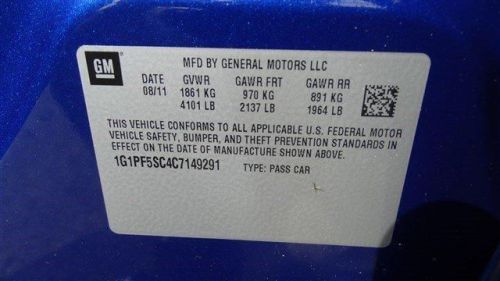 GM
MFD BY GENERAL MOTORS LLC
DATE GVWR GAWR FRT GAWR RR
08/11 1861 KG 970 KG 891 KG
4101 LB 2137 LB 1964 LB
THIS VEHICLE CONFORMS TO ALL APPLICABLE U.S. FEDERAL MOTOR
VEHICLE SAFETY, BUMPER, AND THEFT PREVENTION STANDARDS IN
EFFECT ON THE DATE OF MANUFACTURE SHOWN ABOVE.
1G1PF5SC4C7149291 TYPE: PASS CAR